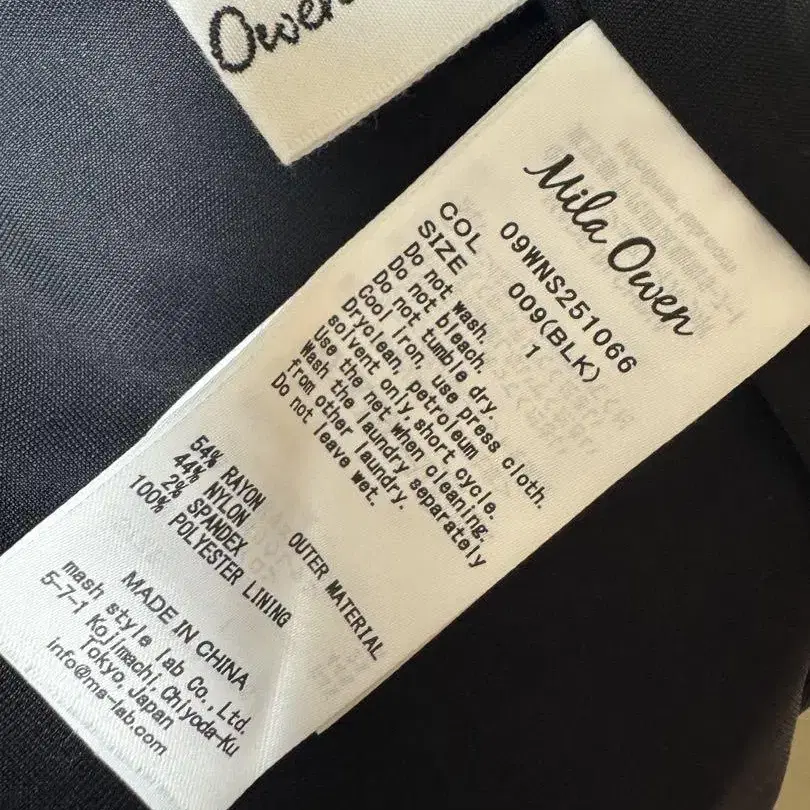 Owen
Mila Owen
09WNS251066
COL 009(BLK)
SIZE 1
Do not wash.
Do not bleach.
Do not tumble dry.
Cool iron, use press cloth.
Dryclean, petroleum
solvent only, short cycle.
Use the net when cleaning.
Wash the laundry separately
from other laundry.
Do not leave wet.
OUTER MATERIAL
54% RAYON
44% NYLON
2% SPANDEX
100% POLYESTER LINING
MADE IN CHINA
mash style lab Co., Ltd.
5-7-1 Kojimachi, Chiyoda-Ku
Tokyo, Japan
info@ms-lab.com